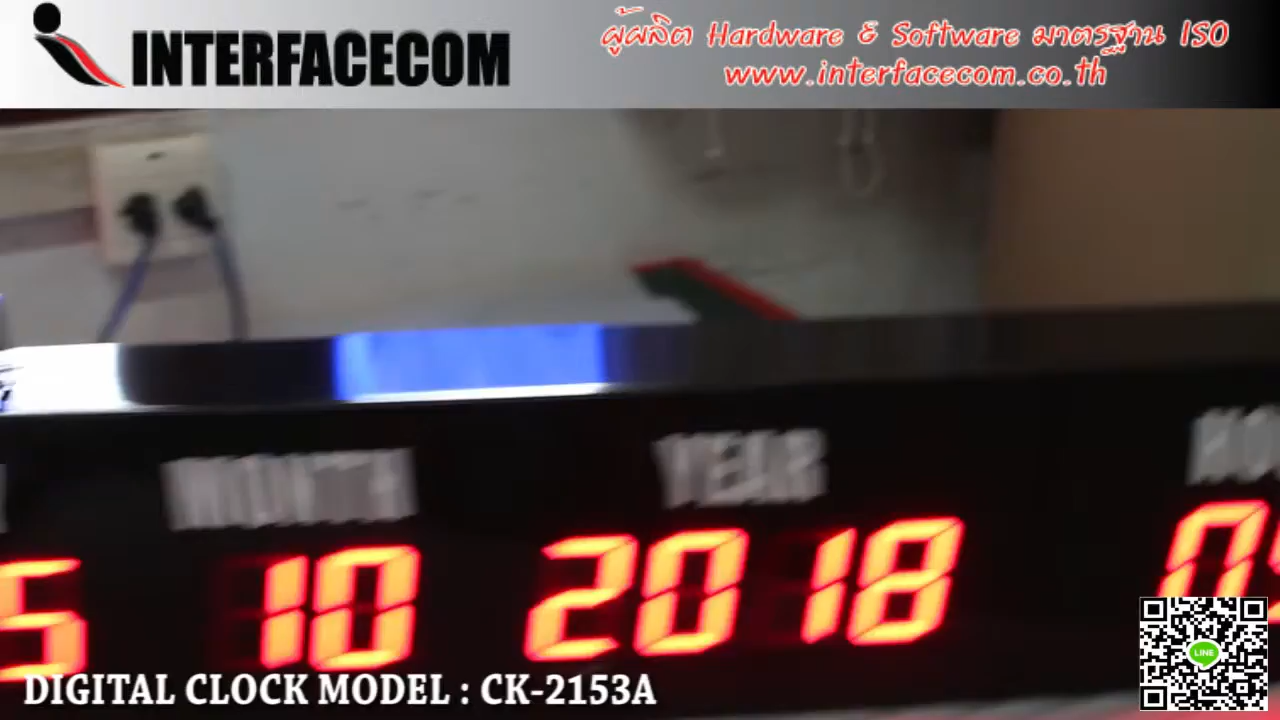 INTERFACECOM
ผู้ผลิต Hardware & Software มาตรฐาน ISO
www.interfacecom.co.th
MONTH YEAR
10 2018
LINE
DIGITAL CLOCK MODEL : CK-2153A